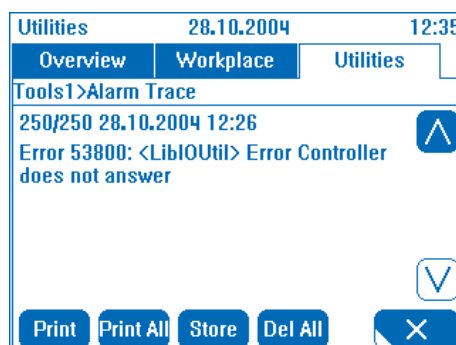 Utilities 28.10.2004 12:35
Overview Workplace Utilities
Tools1>Alarm Trace
250/250 28.10.2004 12:26
Error 53800: <LibIOUtil> Error Controller
does not answer
Print Print All Store Del All